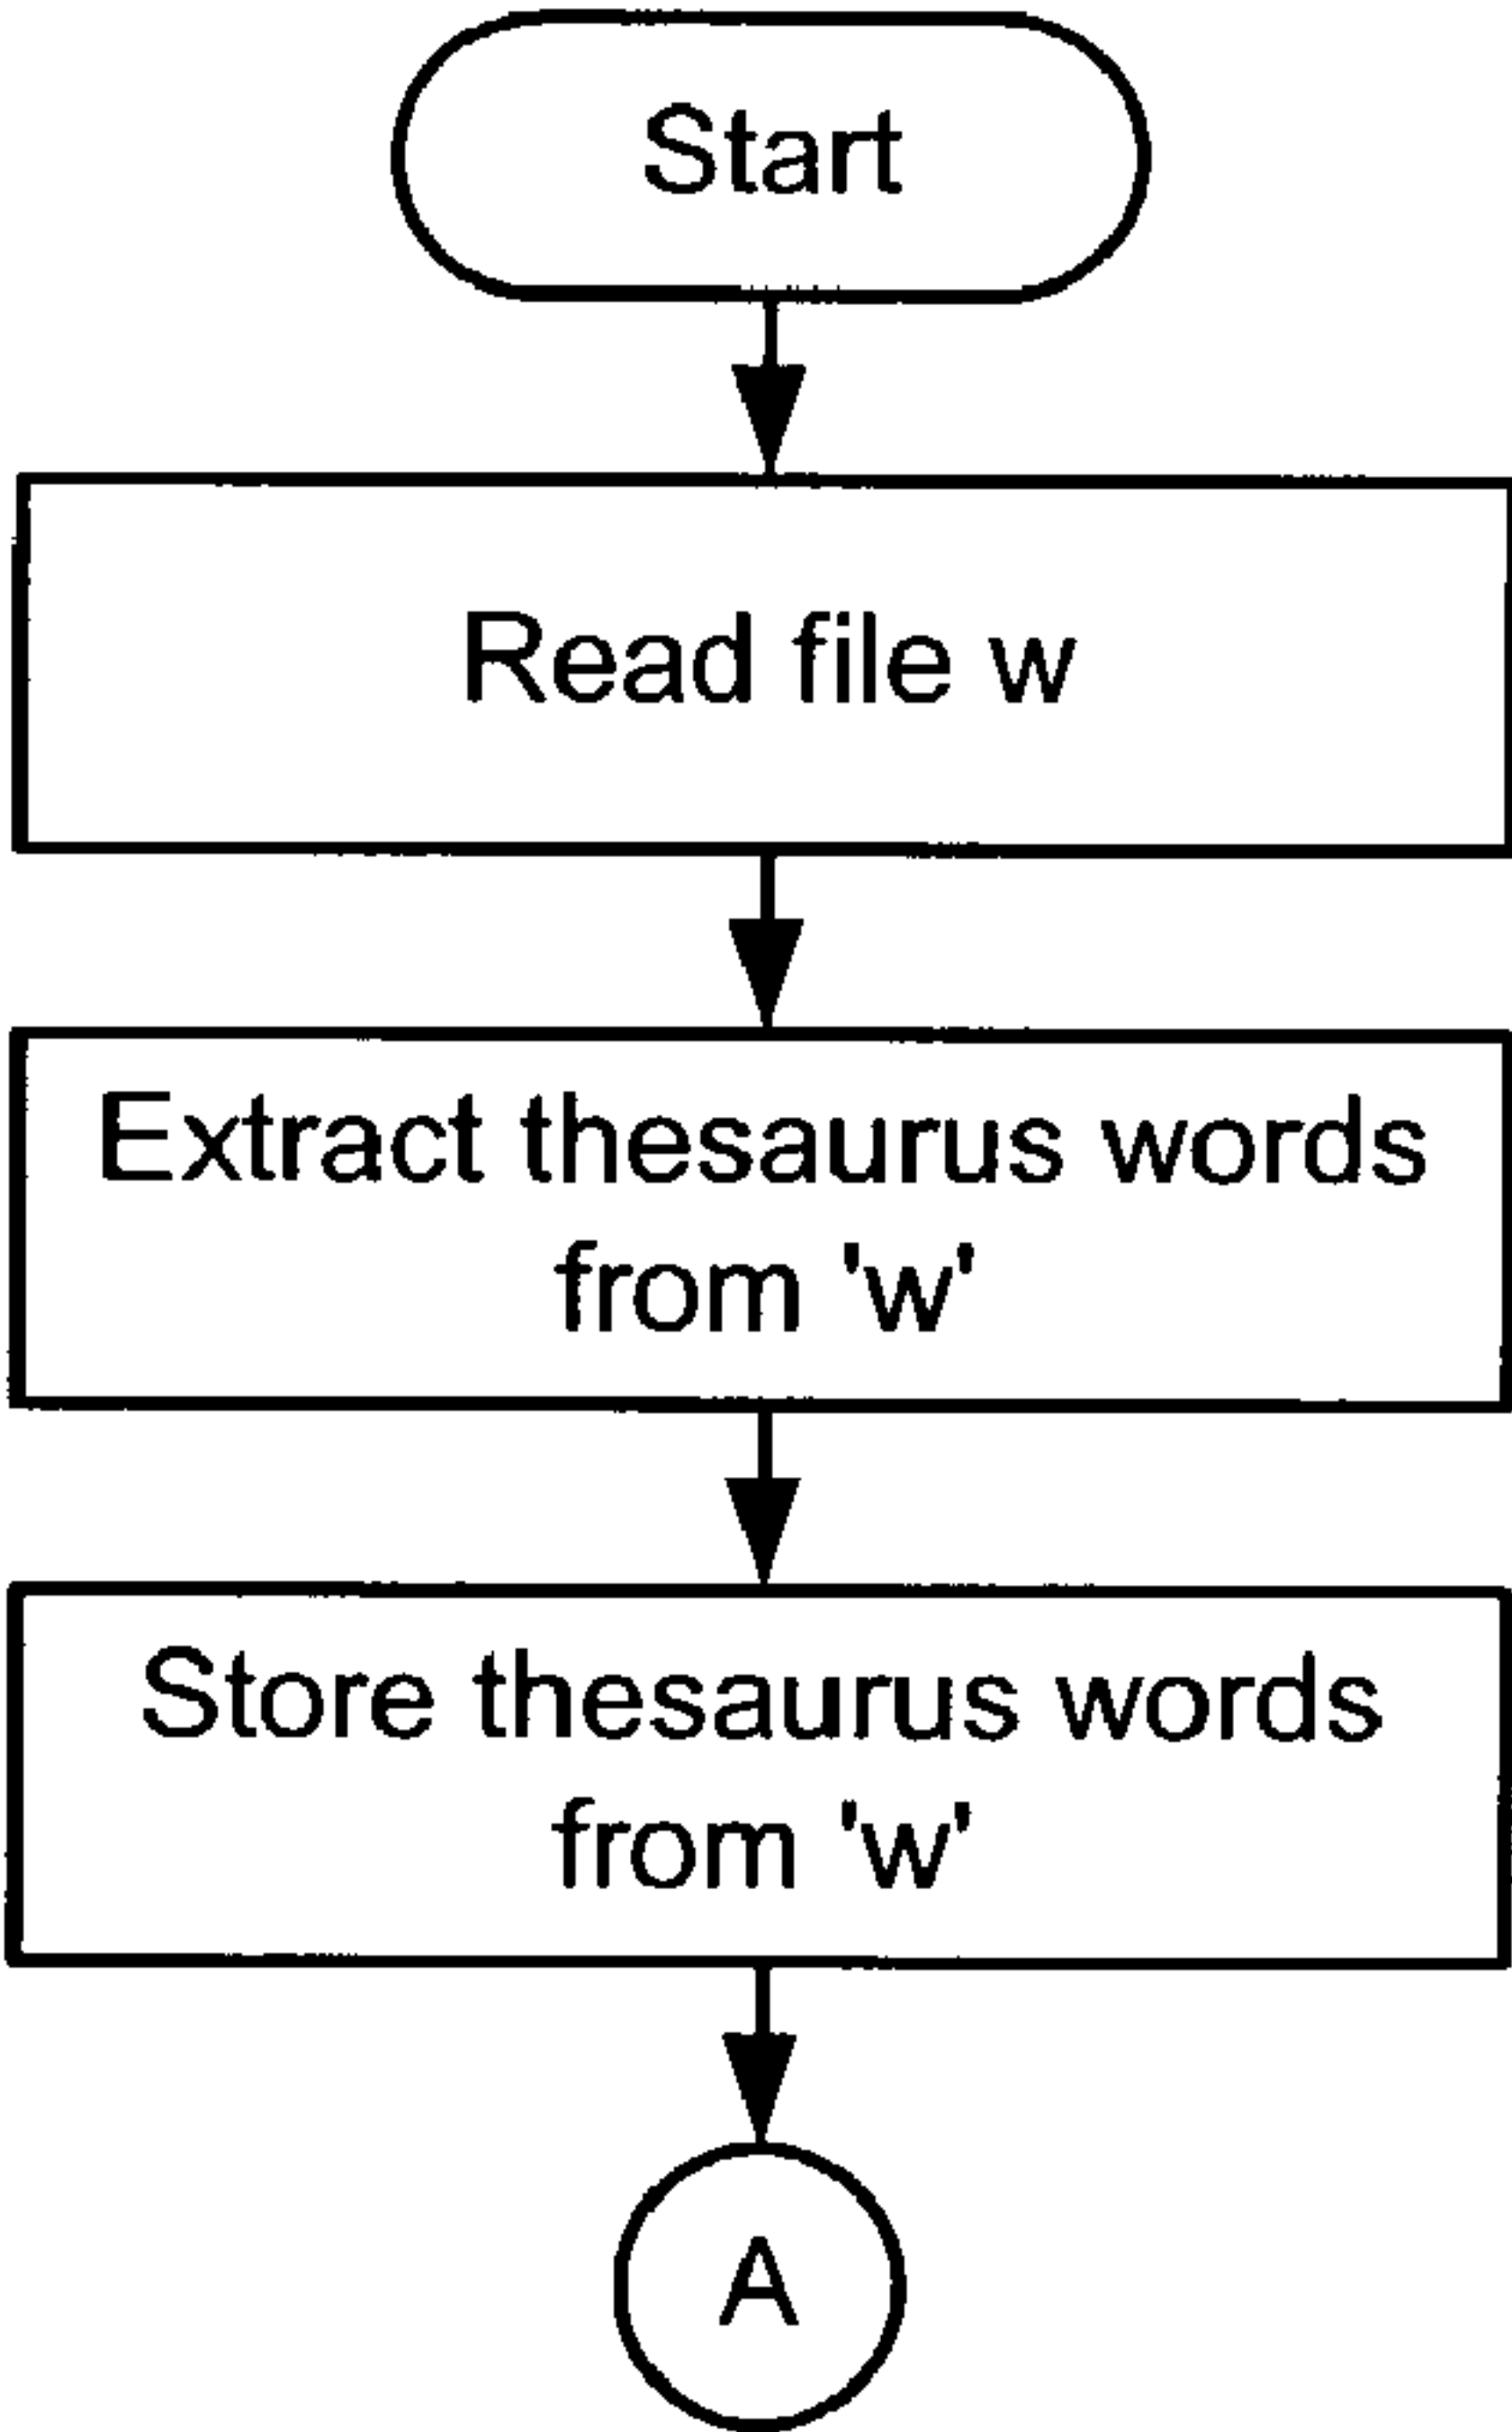 Start
Read file w
Extract thesaurus words
from 'w'
Store thesaurus words
from 'w'
A